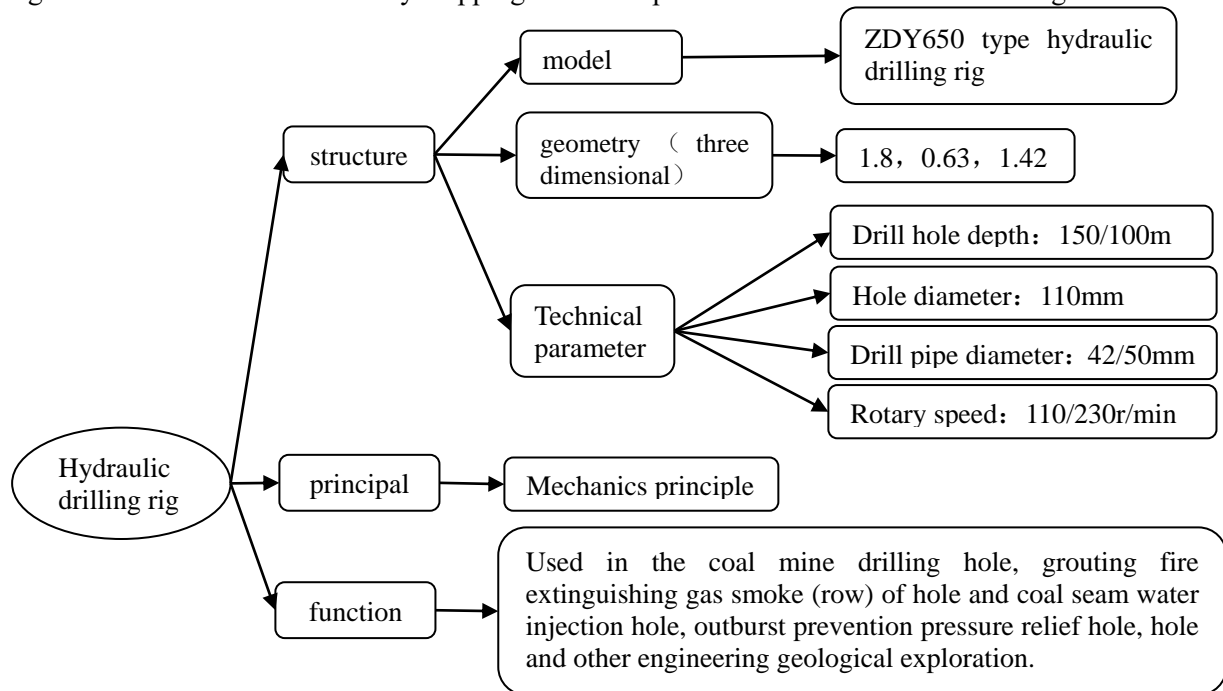 model
ZDY650 type hydraulic
drilling rig
structure
geometry （ three
dimensional）
1.8，0.63，1.42
Technical
parameter
Drill hole depth：150/100m
Hole diameter：110mm
Drill pipe diameter：42/50mm
Rotary speed：110/230r/min
Hydraulic
drilling rig
principal
Mechanics principle
function
Used in the coal mine drilling hole, grouting fire
extinguishing gas smoke (row) of hole and coal seam water
injection hole, outburst prevention pressure relief hole, hole
and other engineering geological exploration.